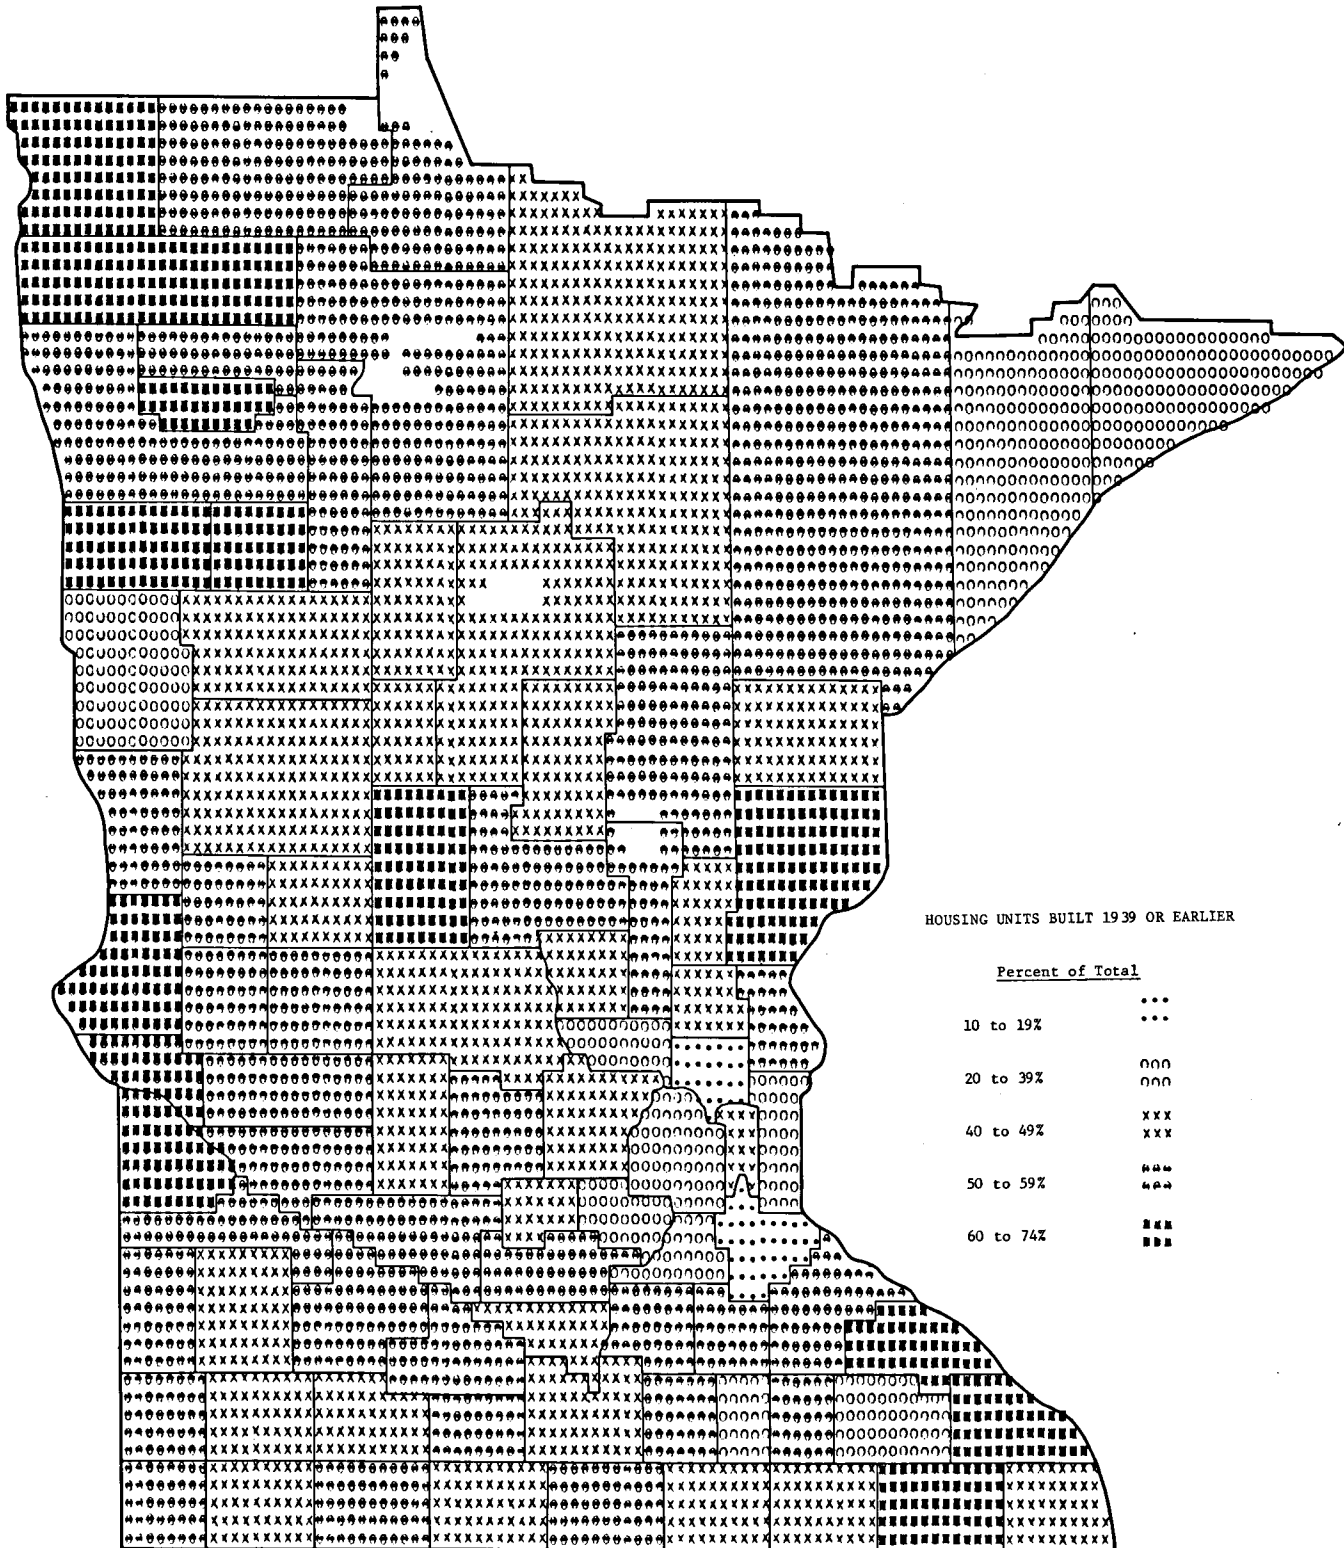 HOUSING UNITS BUILT 1939 OR EARLIER
Percent of Total
10 to 19%
20 to 39%
40 to 49%
50 to 59%
60 to 74%